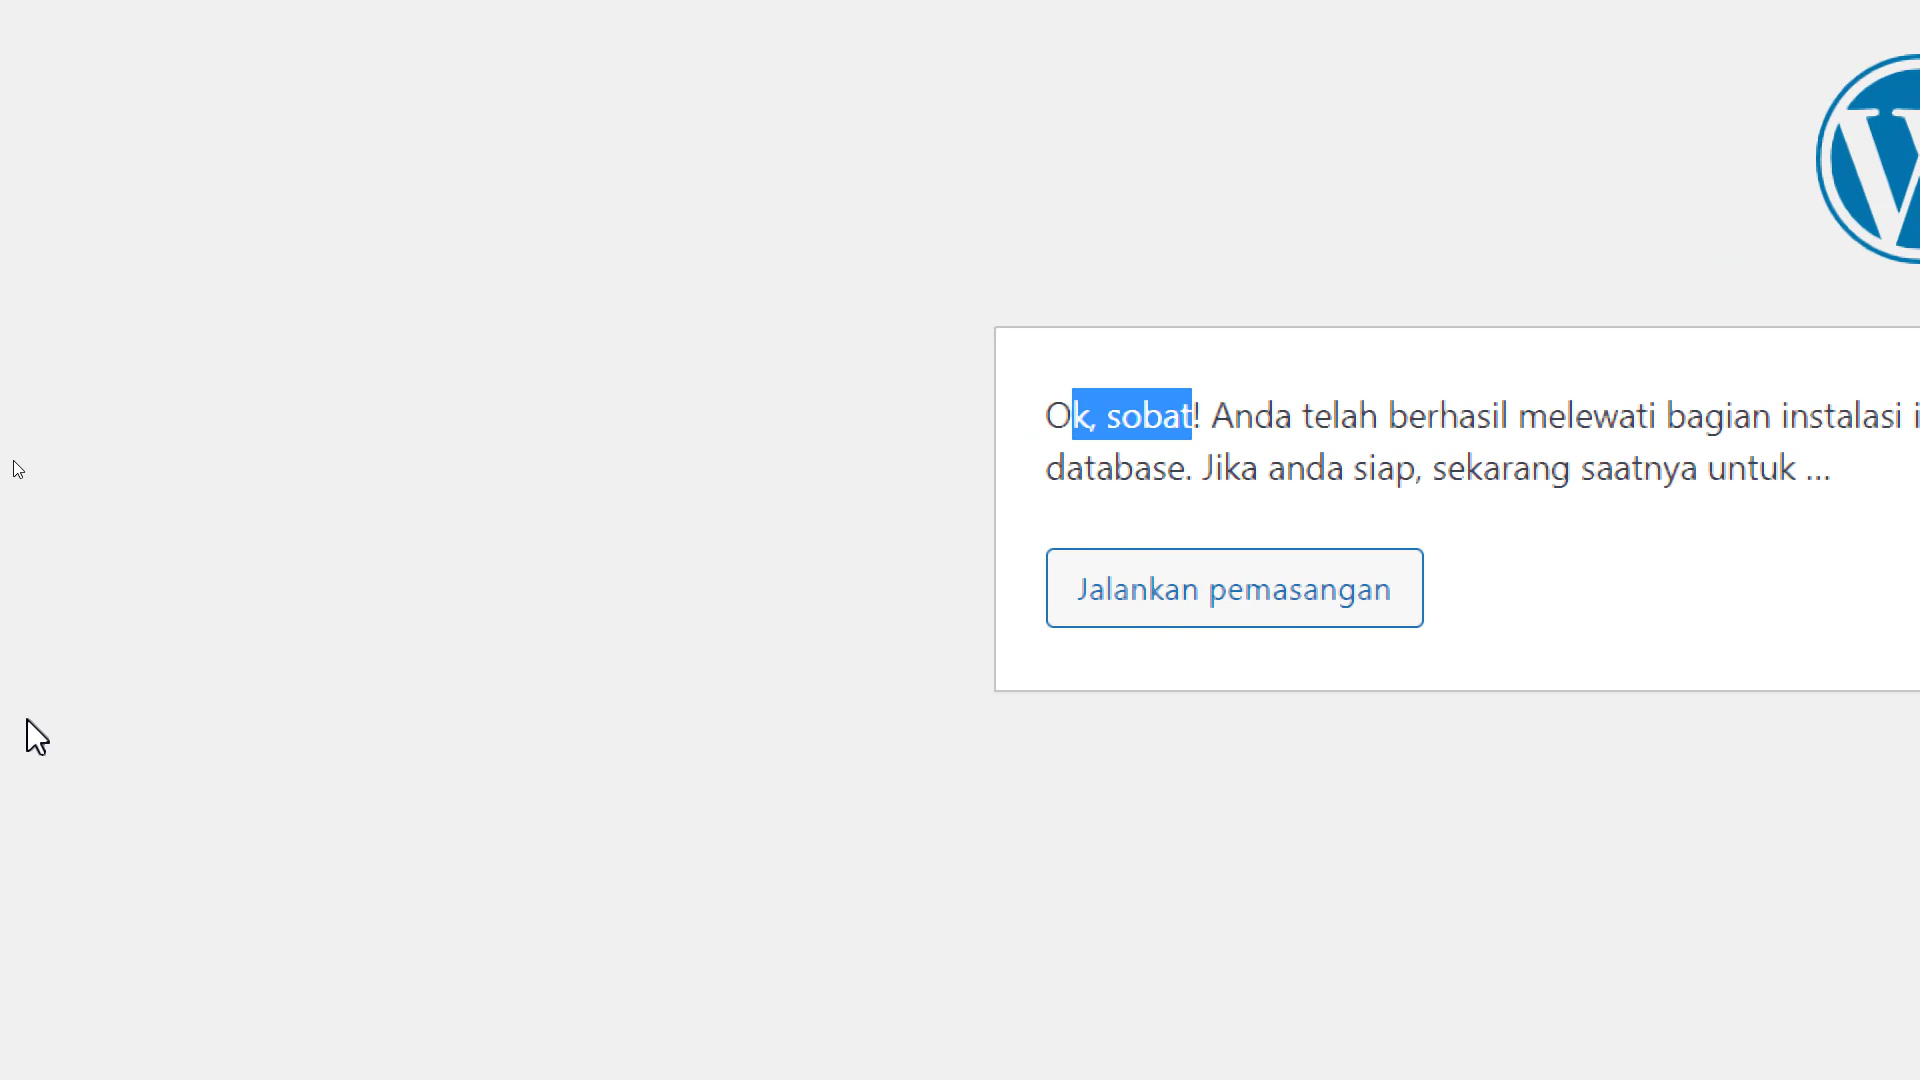 Ok, sobat! Anda telah berhasil melewati bagian instalasi
database. Jika anda siap, sekarang saatnya untuk …
Jalankan pemasangan